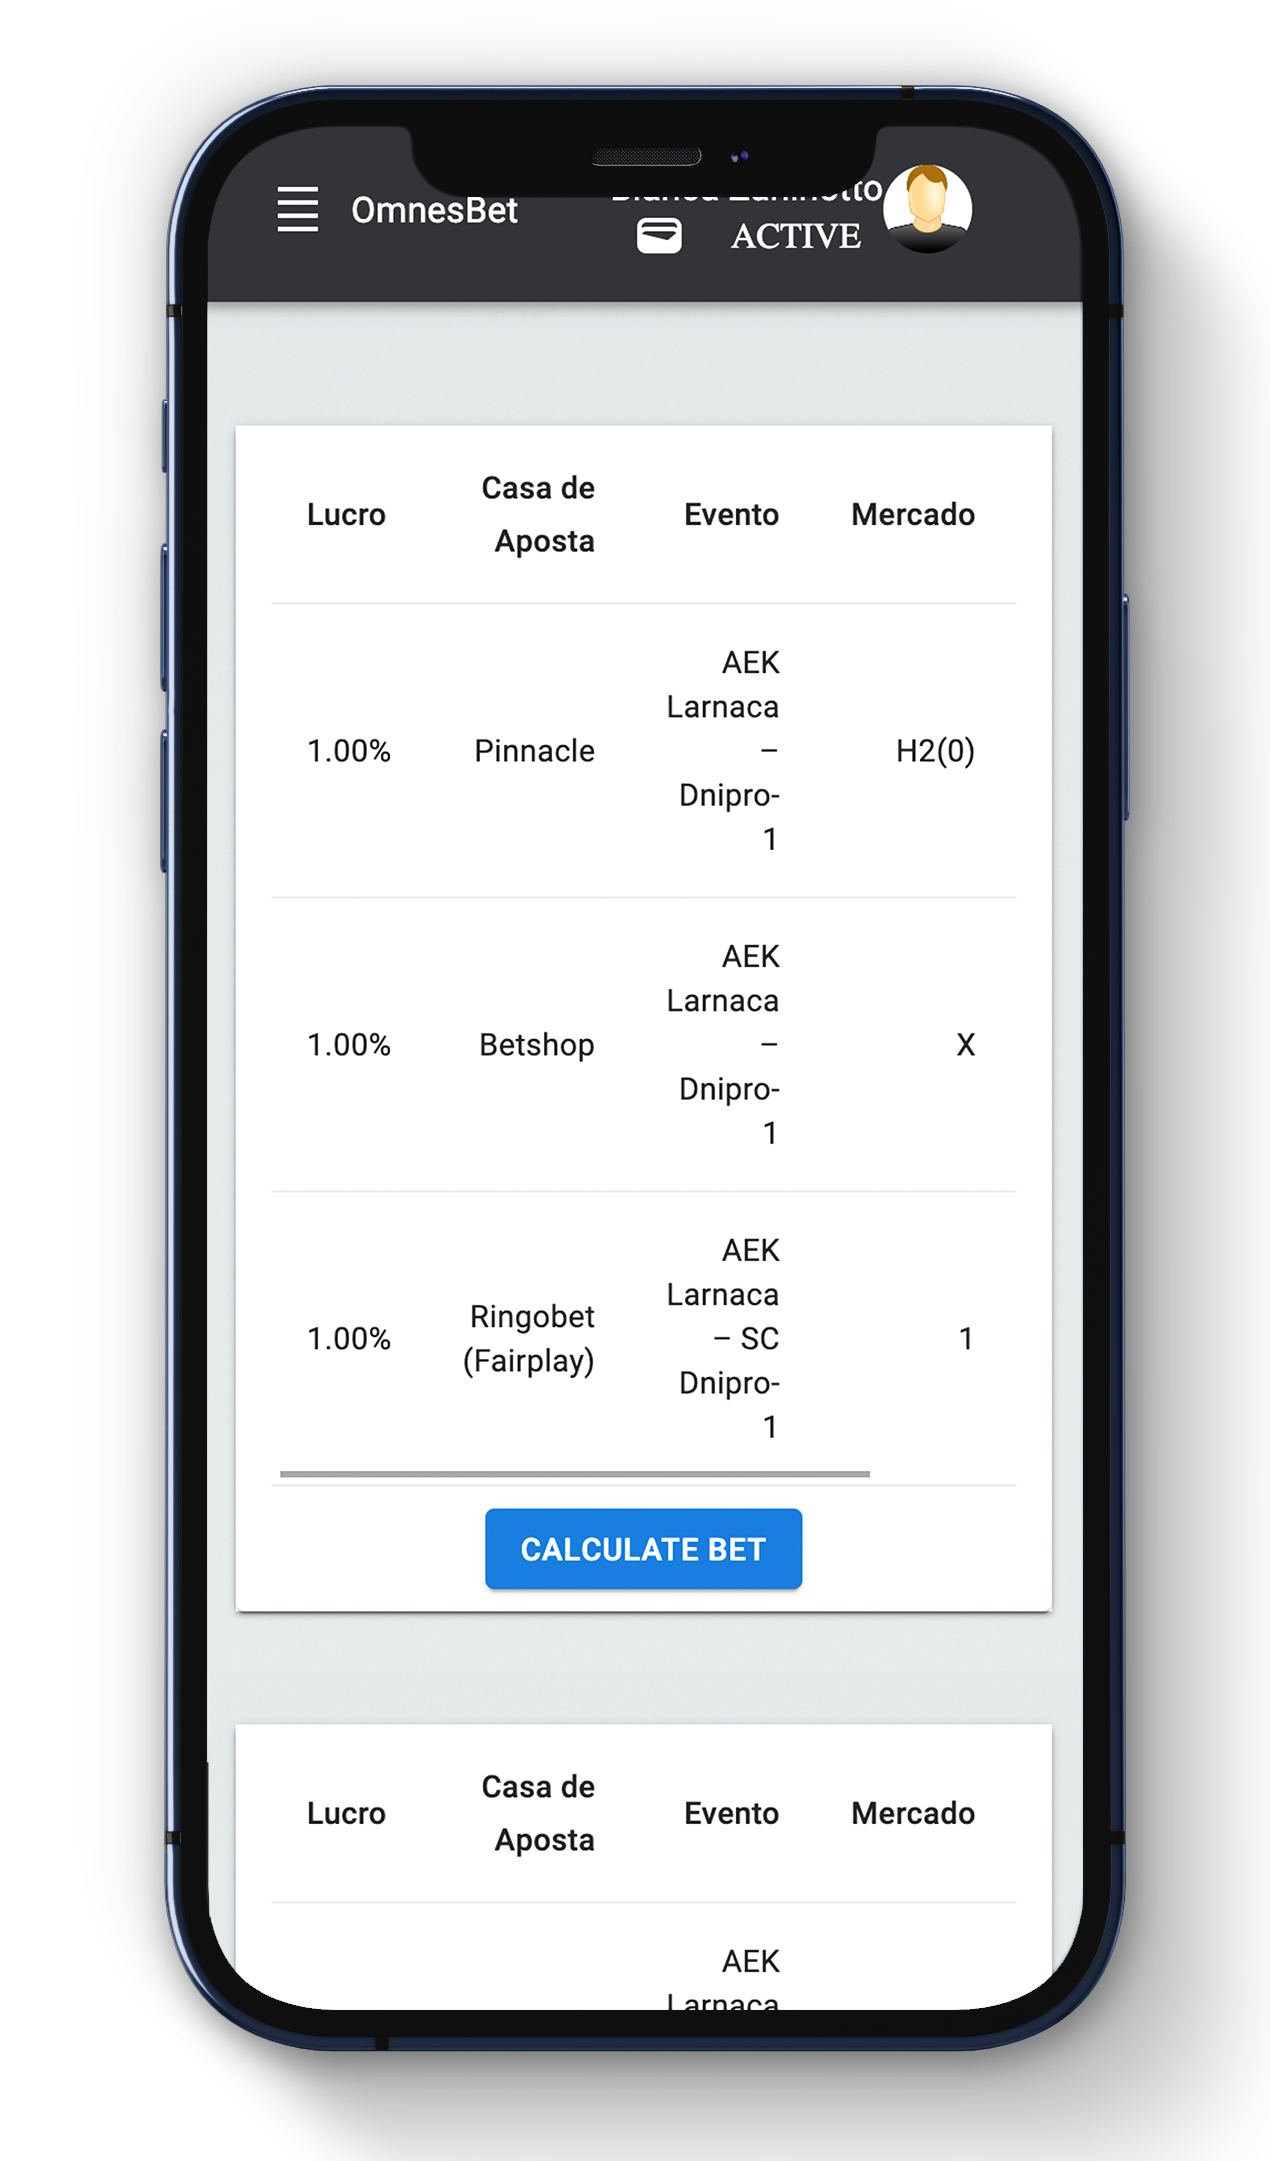 OmnesBet
ACTIVE
Lucro
Casa de
Aposta
Evento
Mercado
1.00%
Pinnacle
AEK
Larnaca
–
Dnipro-
1
H2(0)
1.00%
Betshop
AEK
Larnaca
–
Dnipro-
1
X
1.00%
Ringobet
(Fairplay)
AEK
Larnaca
– SC
Dnipro-
1
1
CALCULATE BET
Lucro
Casa de
Aposta
Evento
Mercado
AEK
Larnaca